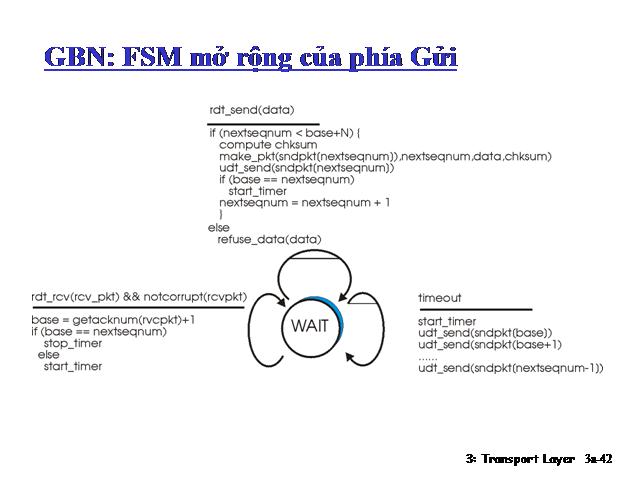 GBN: FSM mở rộng của phía Gửi
rdt_send(data)
if (nextseqnum < base+N) {
compute chksum
make_pkt(sndpkt(nextseqnum)),nextseqnum,data,chksum)
udt_send(sndpkt(nextseqnum))
if (base == nextseqnum)
start_timer
nextseqnum = nextseqnum + 1
}
else
refuse_data(data)
rdt_rcv(rcv_pkt) && notcorrupt(rcvpkt)
base = getacknum(rvcpkt)+1
if (base == nextseqnum)
stop_timer
else
start_timer
WAIT
timeout
start_timer
udt_send(sndpkt(base))
udt_send(sndpkt(base+1)
......
udt_send(sndpkt(nextseqnum-1))
3: Transport Layer 3a-42